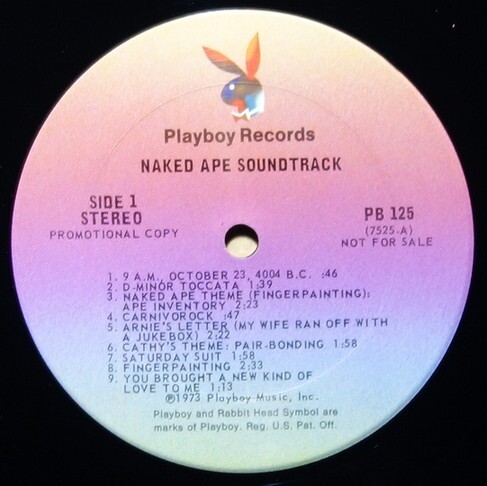 Playboy Records
NAKED APE SOUNDTRACK
SIDE 1
STEREO
PROMOTIONAL COPY
PB 125
(7525-A)
NOT FOR SALE
1. 9 A.M., OCTOBER 23, 4004 B.C. :46
2. D-MINOR TOCCATA 1:39
3. NAKED APE THEME (FINGERPAINTING):
APE INVENTORY 2:23
4. CARNIVOROCK :47
5. ARNIE'S LETTER (MY WIFE RAN OFF WITH
A JUKEBOX) 2:22
6. CATHY'S THEME: PAIR-BONDING 1:58
7. SATURDAY SUIT 1:58
8. FINGERPAINTING 2:33
9. YOU BROUGHT A NEW KIND OF
LOVE TO ME 1:13
℗1973 Playboy Music, Inc.
Playboy and Rabbit Head Symbol are
marks of Playboy. Reg. U.S. Pat. Off.